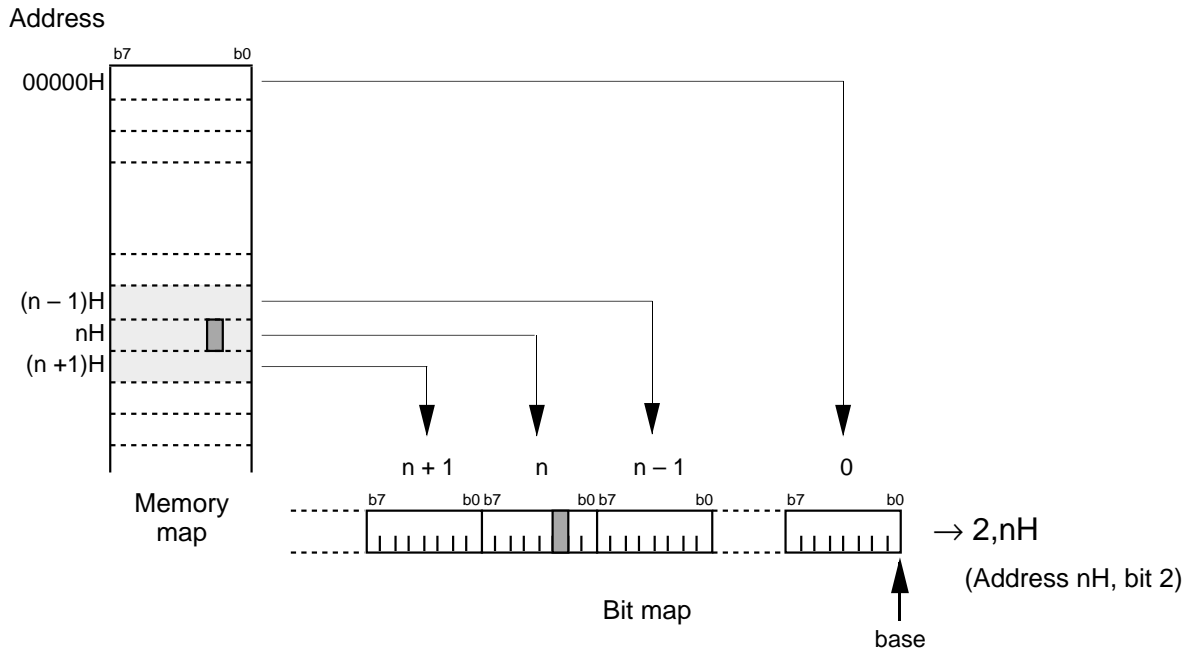 Address
b7 b0
00000H
(n – 1)H
nH
(n +1)H
n + 1 n n – 1 0
Memory
map
b7 b0 b7 b0 b7 b0 b7 b0
→ 2,nH
(Address nH, bit 2)
Bit map
base